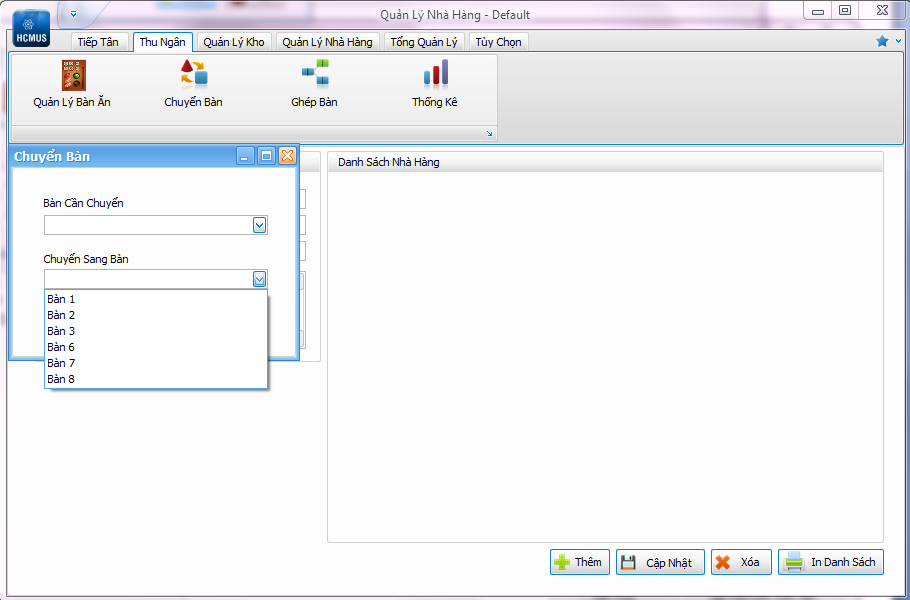 Quản Lý Nhà Hàng - Default
HCMUS
Tiếp Tân
Thu Ngân
Quản Lý Kho
Quản Lý Nhà Hàng
Tổng Quản Lý
Tùy Chọn
Quản Lý Bàn Ăn
Chuyển Bàn
Ghép Bàn
Thống Kê
Chuyển Bàn
Danh Sách Nhà Hàng
Bàn Cần Chuyển
Chuyển Sang Bàn
Bàn 1
Bàn 2
Bàn 3
Bàn 6
Bàn 7
Bàn 8
Thêm
Cập Nhật
Xóa
In Danh Sách